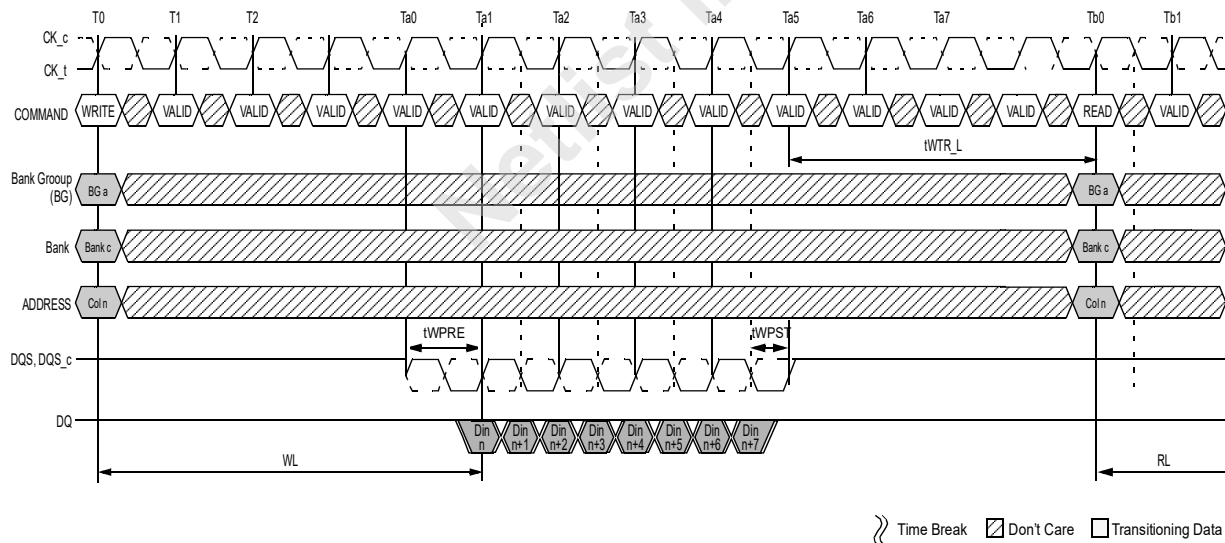 T0 T1 T2 Ta0 Ta1 Ta2 Ta3 Ta4 Ta5 Ta6 Ta7 Tb0 Tb1
CK_c
CK_t
COMMAND WRITE VALID VALID VALID VALID VALID VALID VALID VALID VALID VALID VALID VALID READ VALID
tWTR_L
Bank Grooup
(BG) BG a BG a
Bank Bank c Bank c
ADDRESS Col n Col n
tWPRE tWPST
DQS, DQS_c
DQ
Din Din Din Din Din Din Din Din
n n+1 n+2 n+3 n+4 n+5 n+6 n+7
WL RL
Time Break Don't Care Transitioning Data
Netlist